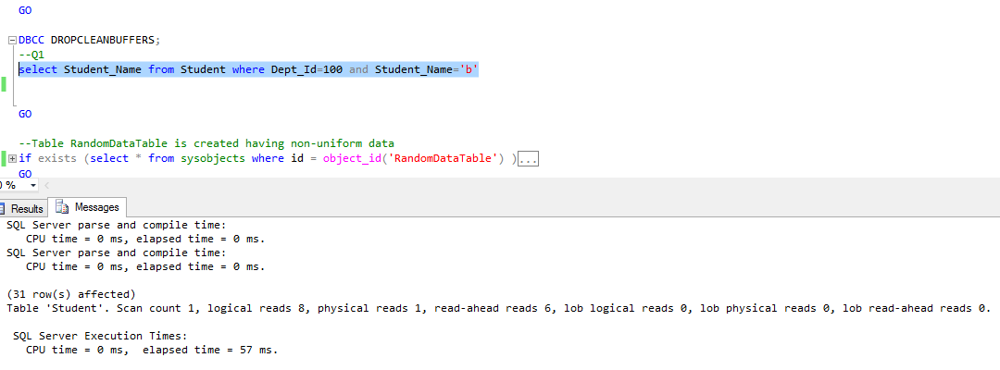 GO
DBCC DROPCLEANBUFFERS;
--Q1
select Student_Name from Student where Dept_Id=100 and Student_Name='b'
GO
--Table RandomDataTable is created having non-uniform data
if exists (select * from sysobjects where id = object_id('RandomDataTable') )...
GO
0 %
Results Messages
SQL Server parse and compile time:
CPU time = 0 ms, elapsed time = 0 ms.
SQL Server parse and compile time:
CPU time = 0 ms, elapsed time = 0 ms.
(31 row(s) affected)
Table 'Student'. Scan count 1, logical reads 8, physical reads 1, read-ahead reads 6, lob logical reads 0, lob physical reads 0, lob read-ahead reads 0.
SQL Server Execution Times:
CPU time = 0 ms, elapsed time = 57 ms.